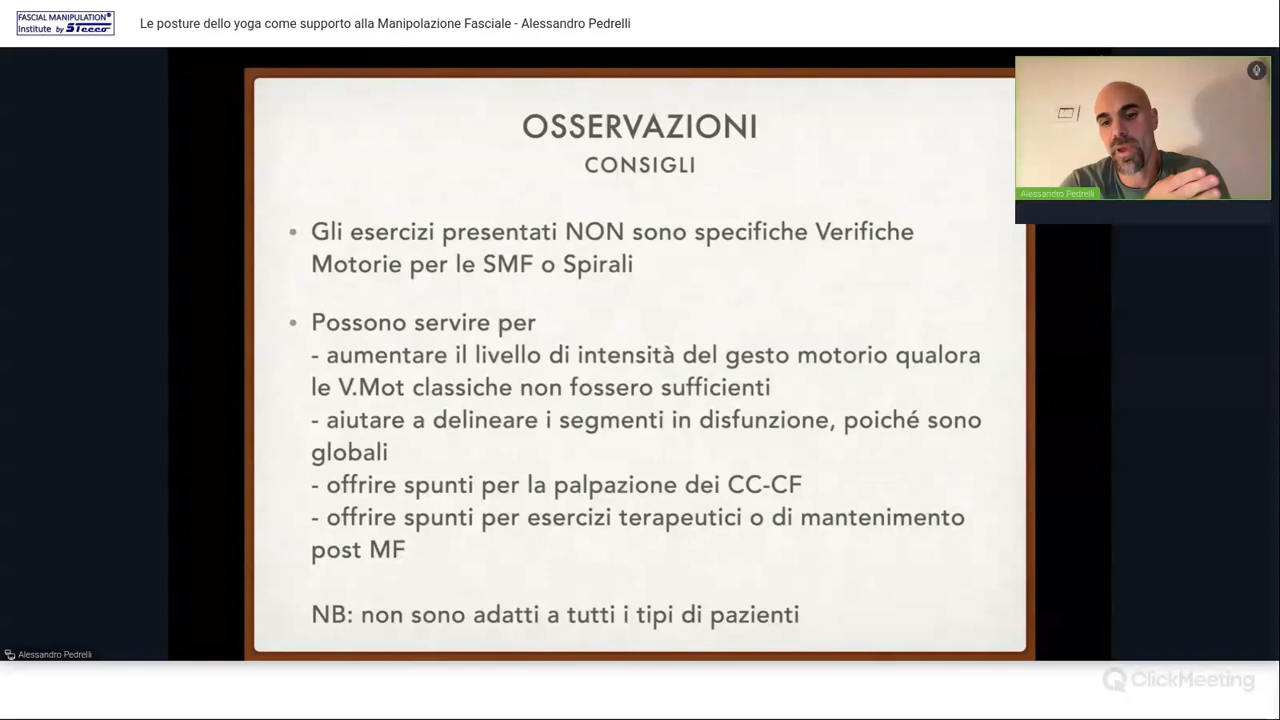 FASCIAL MANIPULATION®
Institute by Stecco
Le posture dello yoga come supporto alla Manipolazione Fasciale - Alessandro Pedrelli
OSSERVAZIONI
CONSIGLI
• Gli esercizi presentati NON sono specifiche Verifiche
Motorie per le SMF o Spirali
• Possono servire per
- aumentare il livello di intensità del gesto motorio qualora
le V.Mot classiche non fossero sufficienti
- aiutare a delineare i segmenti in disfunzione, poiché sono
globali
- offrire spunti per la palpazione dei CC-CF
- offrire spunti per esercizi terapeutici o di mantenimento
post MF
NB: non sono adatti a tutti i tipi di pazienti
Alessandro Pedrelli
Alessandro Pedrelli
ClickMeeting